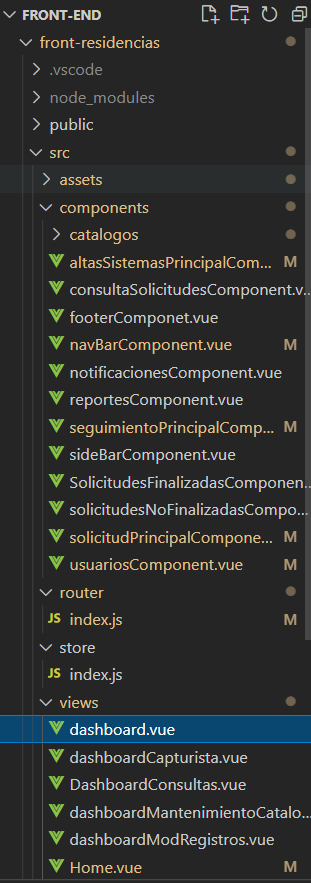 FRONT-END
front-residencias
.vscode
node_modules
public
src
assets
components
catalogos
altasSistemasPrincipalCom... M
consultaSolicitudesComponent.v...
footerComponet.vue
navBarComponent.vue M
notificacionesComponent.vue
reportesComponent.vue
seguimientoPrincipalComp... M
sideBarComponent.vue
SolicitudesFinalizadasComponen...
solicitudesNoFinalizadasCompo...
solicitudPrincipalCompone... M
usuariosComponent.vue M
router
JS index.js M
store
JS index.js
views
dashboard.vue
dashboardCapturista.vue
DashboardConsultas.vue
dashboardMantenimientoCatalo...
dashboardModRegistros.vue
Home.vue M